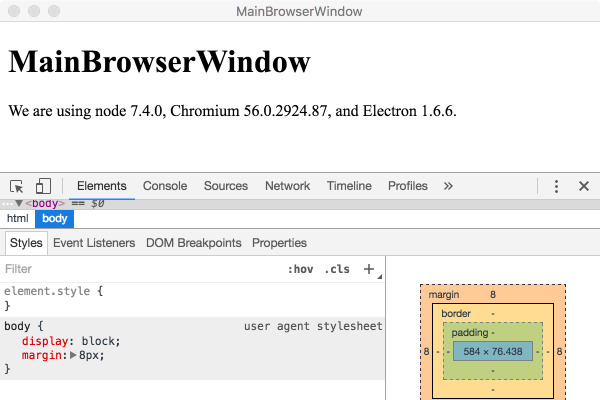 MainBrowserWindow
MainBrowserWindow
We are using node 7.4.0, Chromium 56.0.2924.87, and Electron 1.6.6.
Elements Console Sources Network Timeline Profiles »
…▼<body> == $0
html body
Styles Event Listeners DOM Breakpoints Properties
Filter :hov .cls +
element.style {
}
body { user agent stylesheet
display: block;
margin:▶8px;
}
margin 8
border -
padding -
8 - - 584 × 76.438 - - 8
-
-